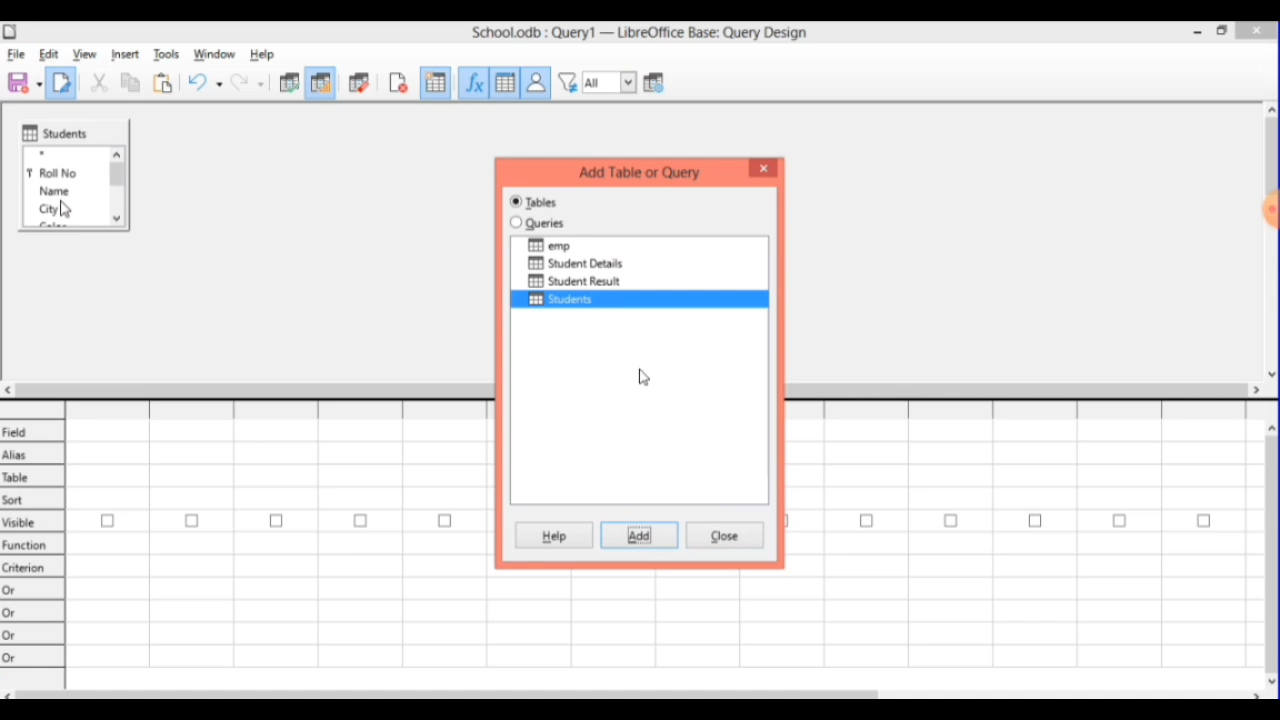 School.odb : Query1 — LibreOffice Base: Query Design
File Edit View Insert Tools Window Help
All
Students
*
Roll No
Name
City
Add Table or Query
Tables
Queries
emp
Student Details
Student Result
Students
Help Add Close
Field
Alias
Table
Sort
Visible
Function
Criterion
Or
Or
Or
Or